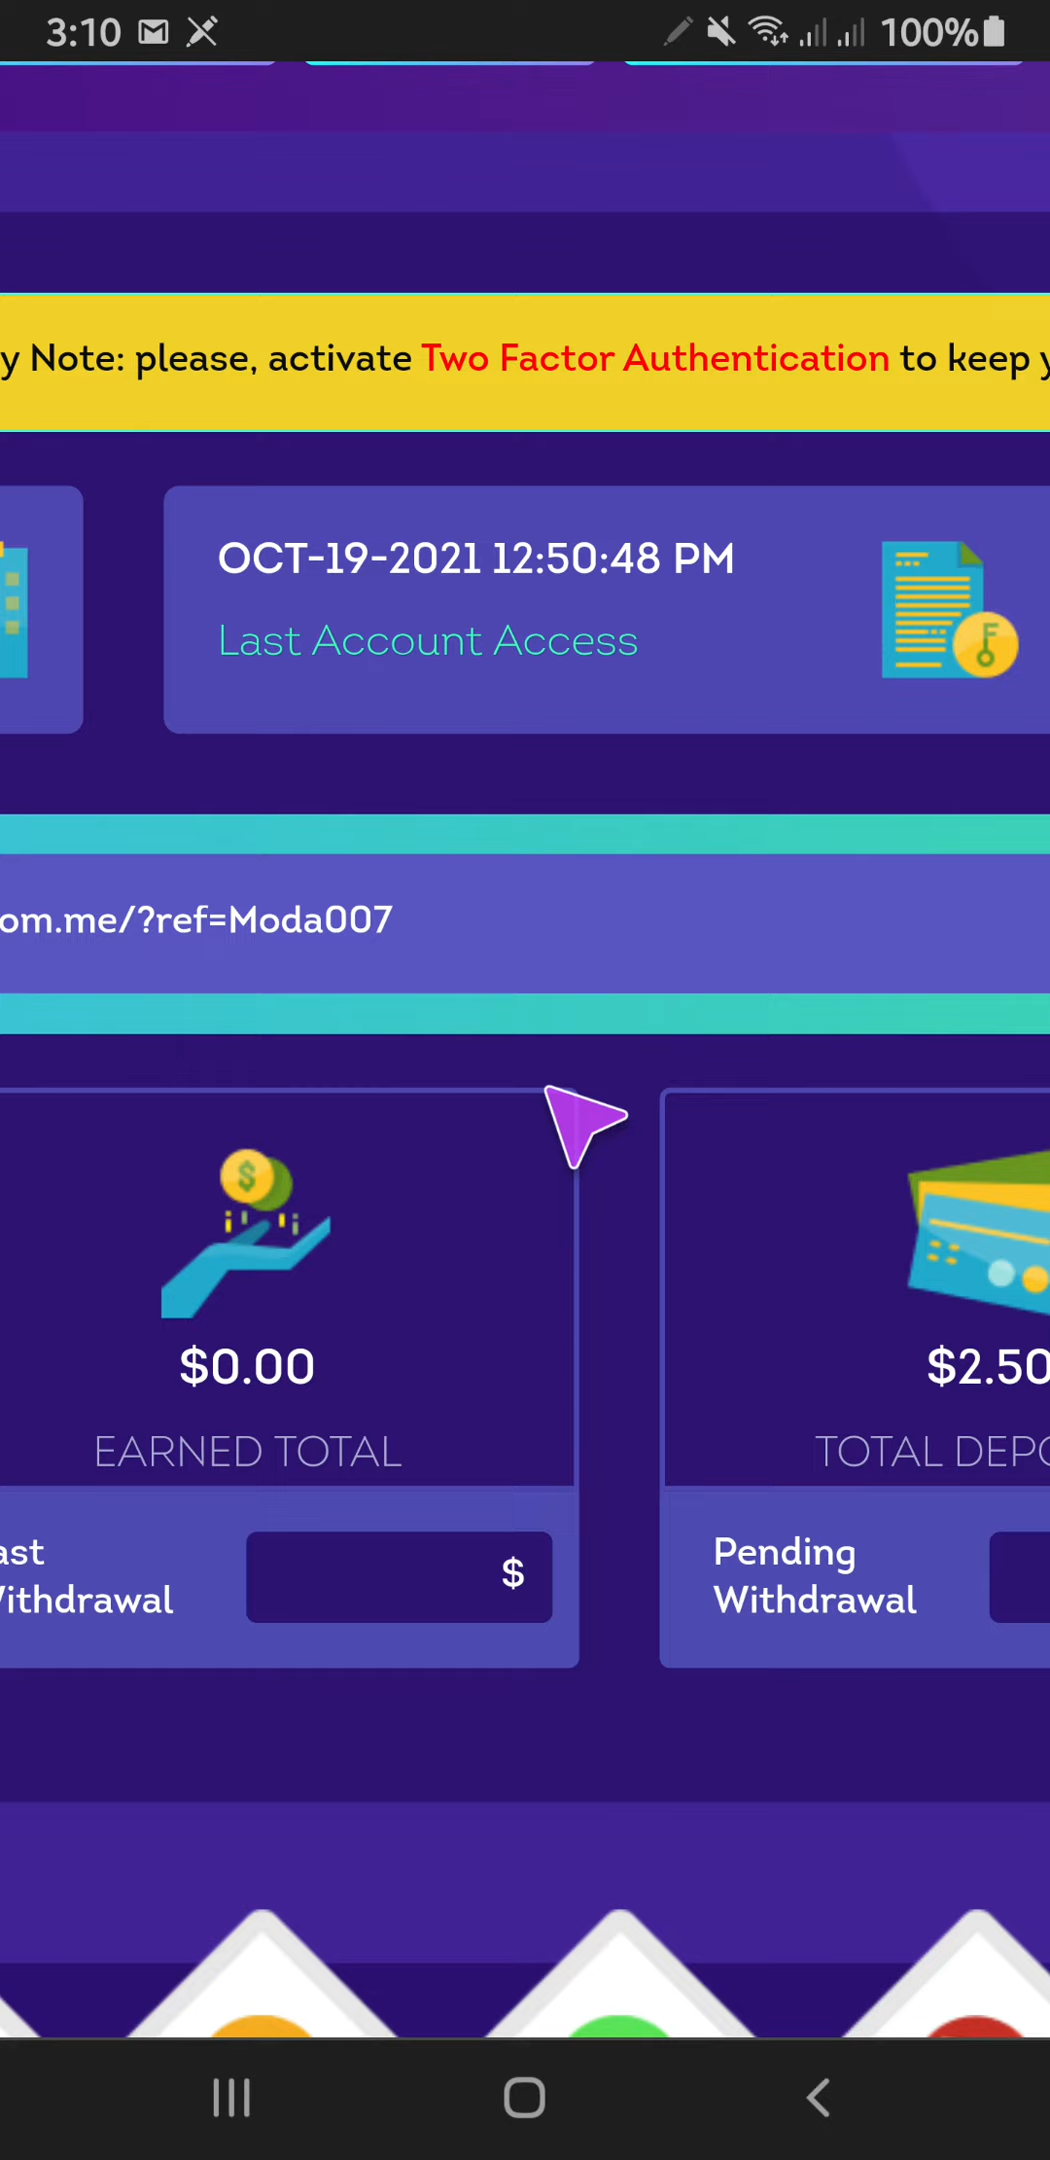 3:10 100%
y Note: please, activate Two Factor Authentication to keep y
OCT-19-2021 12:50:48 PM
Last Account Access
om.me/?ref=Moda007
$0.00
EARNED TOTAL
$2.50
TOTAL DEPO
ast
Withdrawal
$
Pending
Withdrawal